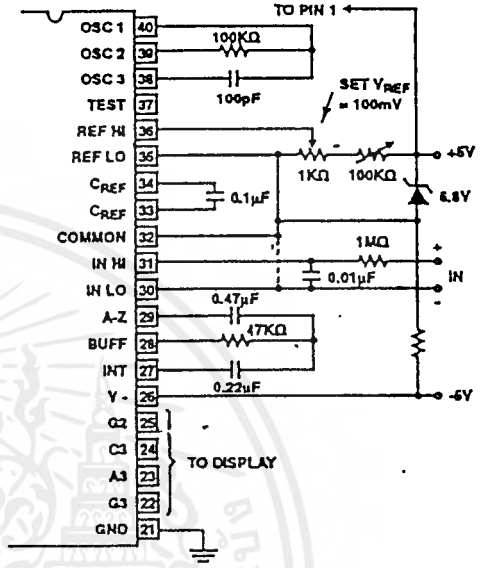 TO PIN 1
OSC 1 40
OSC 2 39
100KΩ
OSC 3 38
100pF
TEST 37
SET VREF
= 100mV
REF HI 36
REF LO 35
1KΩ
100KΩ
+5V
CREF 34
0.1µF
6.8V
CREF 33
COMMON 32
1MΩ
+
IN HI 31
0.01µF
IN
IN LO 30
-
0.47µF
A-Z 29
BUFF 28
47KΩ
INT 27
0.22µF
V - 26
-5V
G2 25
C3 24
TO DISPLAY
A3 23
G3 22
GND 21